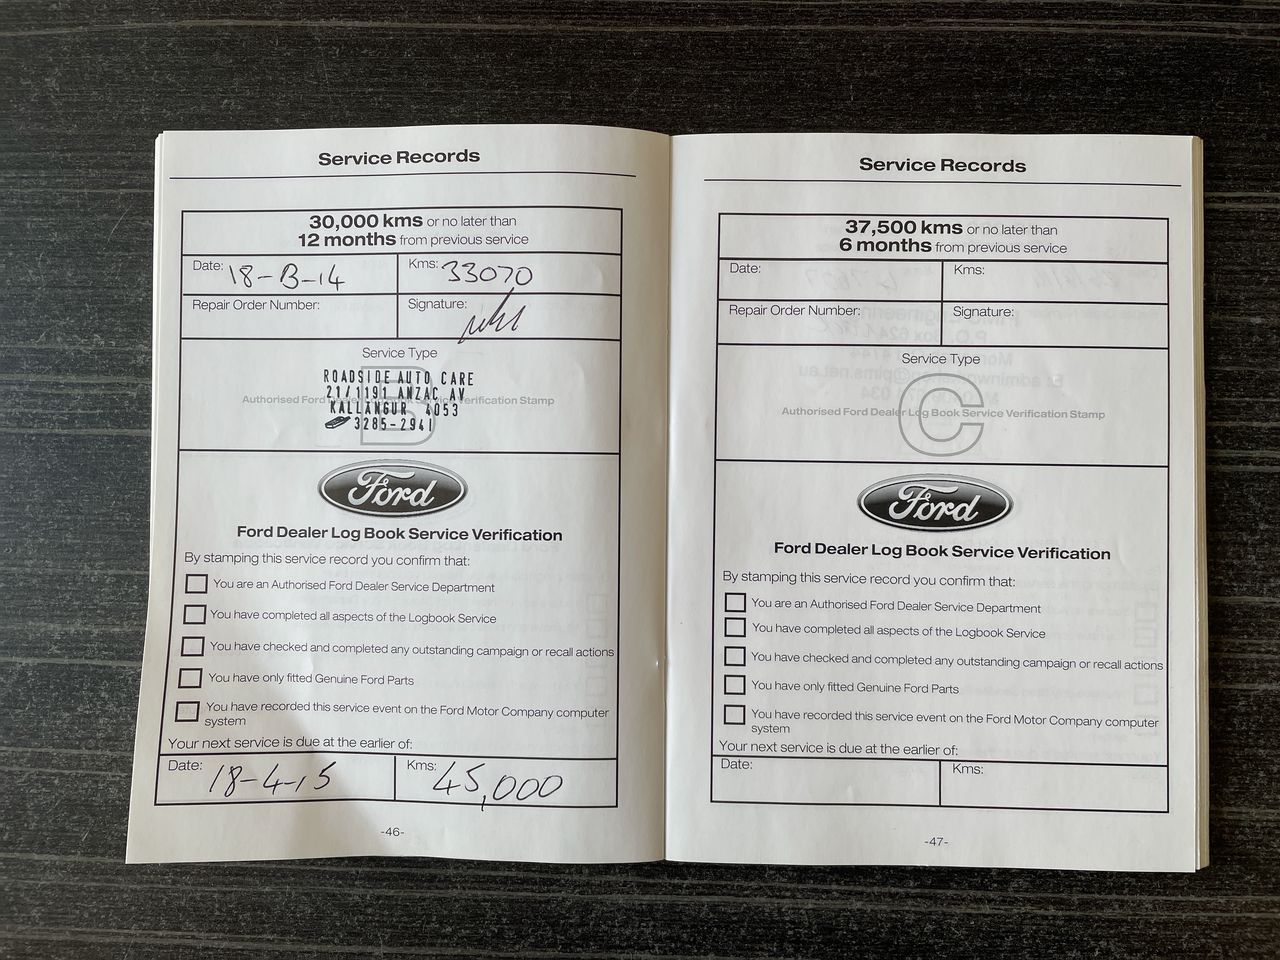 Service Records
30,000 kms or no later than
12 months from previous service
Date: 18-B-14
Kms: 33070
Repair Order Number:
Signature:
Service Type
B
Authorised Ford Dealer Log Book Service Verification Stamp
ROADSIDE AUTO CARE
21/1191 ANZAC AV
KALLANGUR 4053
3285-2941
Ford
Ford Dealer Log Book Service Verification
By stamping this service record you confirm that:
You are an Authorised Ford Dealer Service Department
You have completed all aspects of the Logbook Service
You have checked and completed any outstanding campaign or recall actions
You have only fitted Genuine Ford Parts
You have recorded this service event on the Ford Motor Company computer
system
Your next service is due at the earlier of:
Date: 18-4-15
Kms: 45,000
-46-
Service Records
37,500 kms or no later than
6 months from previous service
Date:
Kms:
Repair Order Number:
Signature:
Service Type
C
Authorised Ford Dealer Log Book Service Verification Stamp
Ford
Ford Dealer Log Book Service Verification
By stamping this service record you confirm that:
You are an Authorised Ford Dealer Service Department
You have completed all aspects of the Logbook Service
You have checked and completed any outstanding campaign or recall actions
You have only fitted Genuine Ford Parts
You have recorded this service event on the Ford Motor Company computer
system
Your next service is due at the earlier of:
Date:
Kms:
-47-